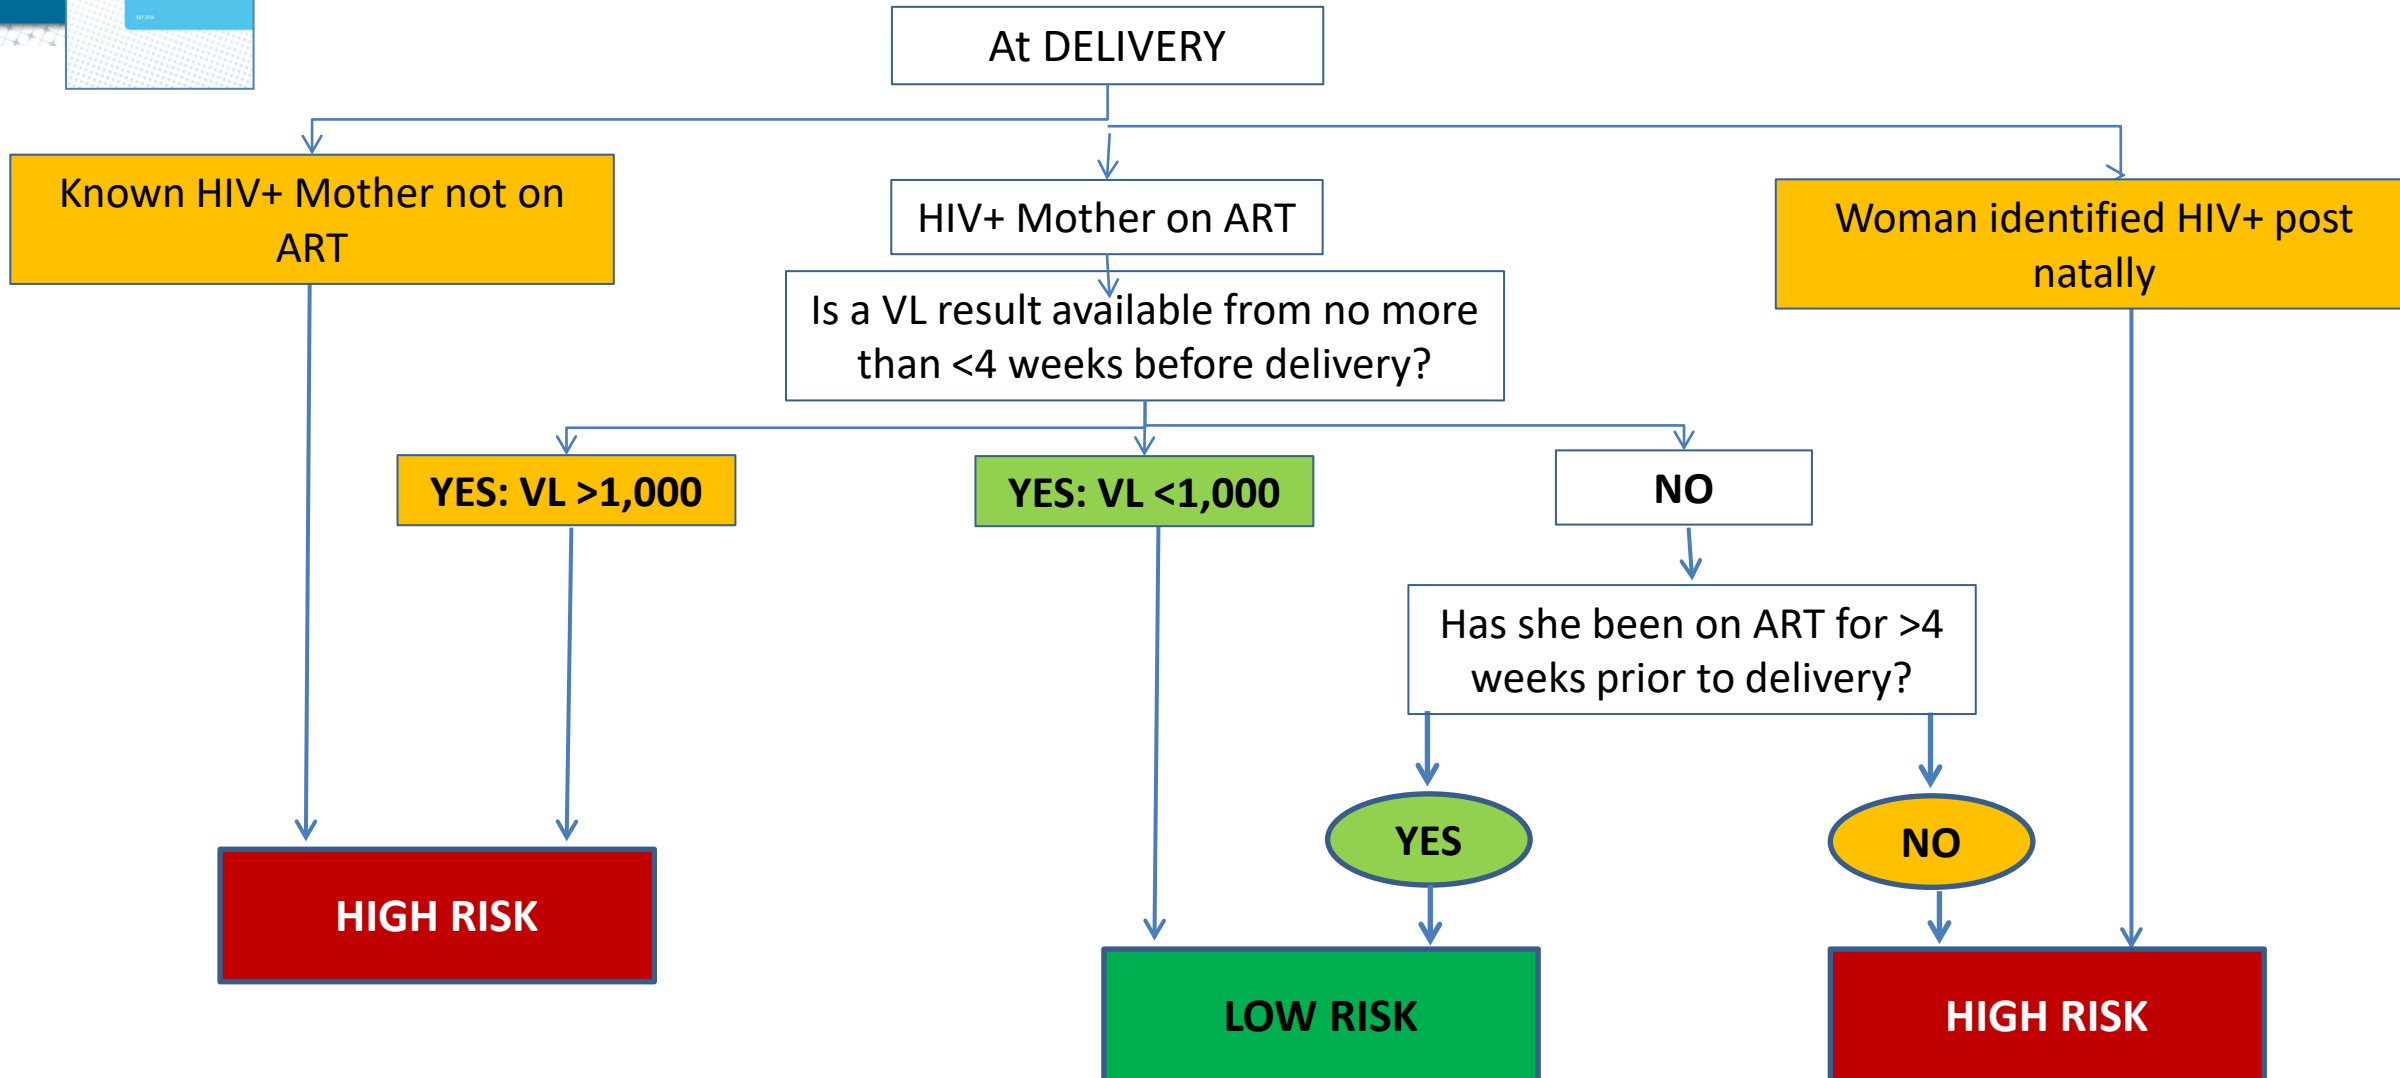 At DELIVERY
Known HIV+ Mother not on
ART
HIV+ Mother on ART
Woman identified HIV+ post
natally
Is a VL result available from no more
than <4 weeks before delivery?
YES: VL >1,000
YES: VL <1,000
NO
Has she been on ART for >4
weeks prior to delivery?
YES
NO
HIGH RISK
LOW RISK
HIGH RISK